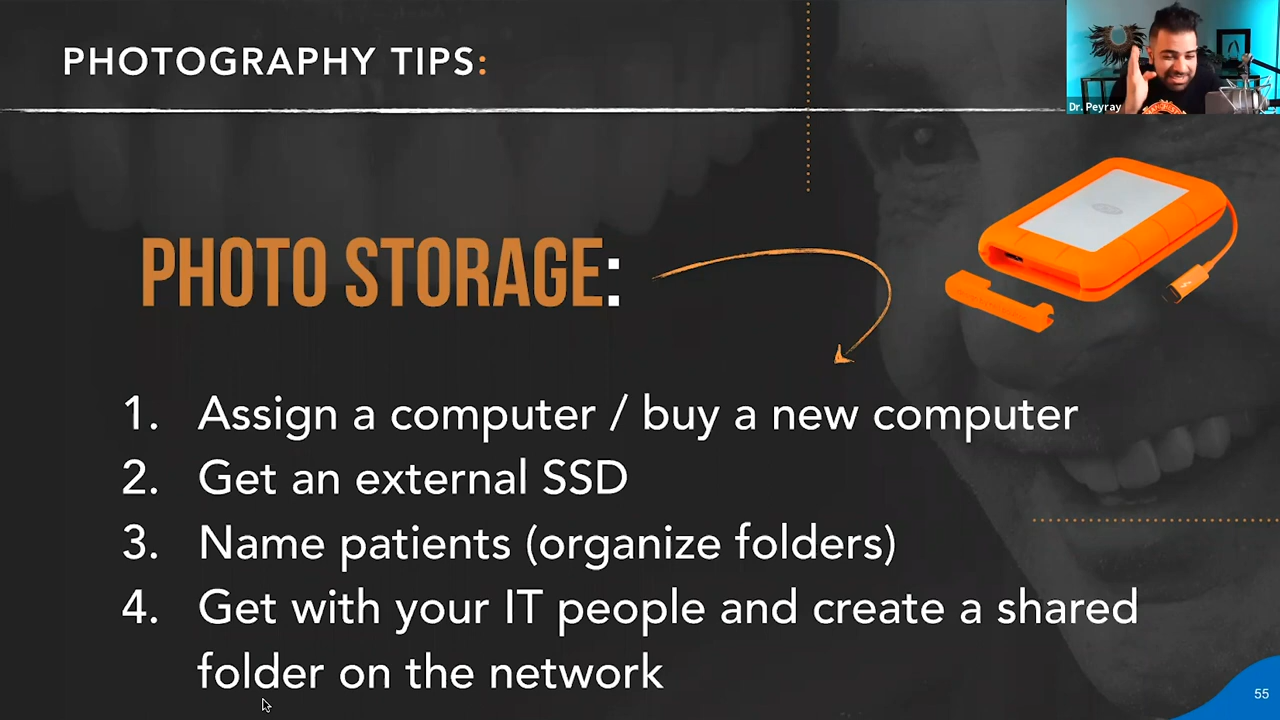 PHOTOGRAPHY TIPS:
Dr. Peyray
PHOTO STORAGE:
1. Assign a computer / buy a new computer
2. Get an external SSD
3. Name patients (organize folders)
4. Get with your IT people and create a shared
folder on the network
55